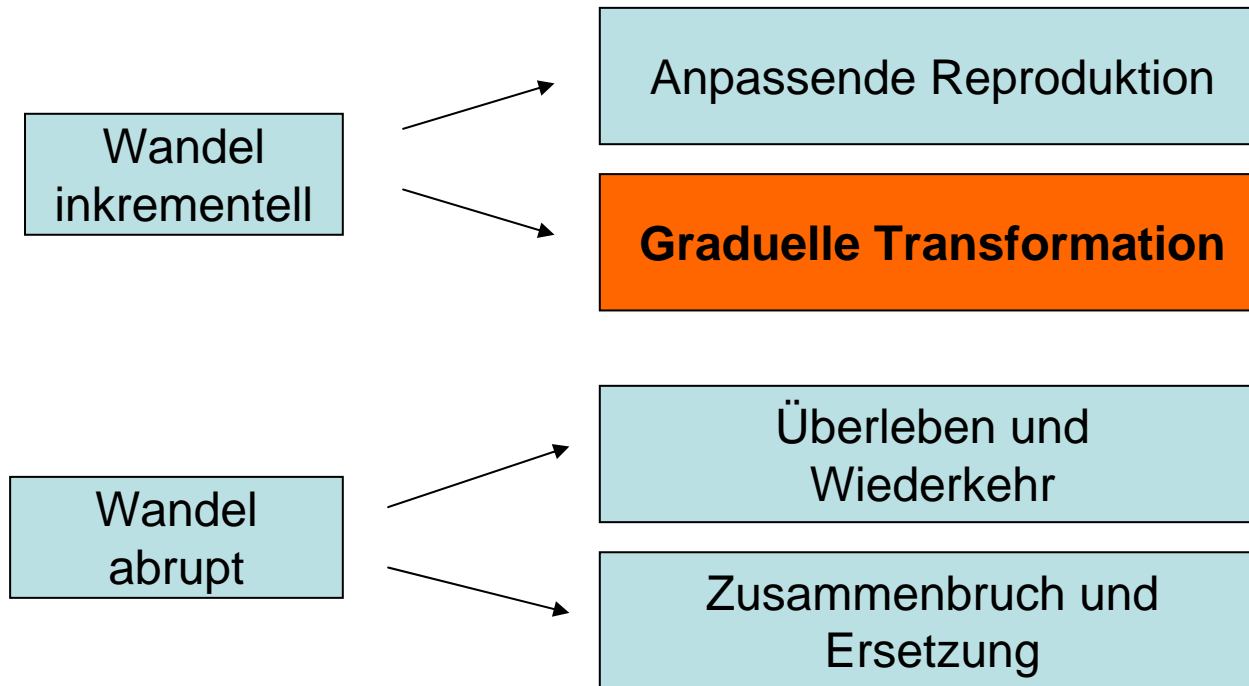 Wandel
inkrementell
Anpassende Reproduktion
Graduelle Transformation
Wandel
abrupt
Überleben und
Wiederkehr
Zusammenbruch und
Ersetzung